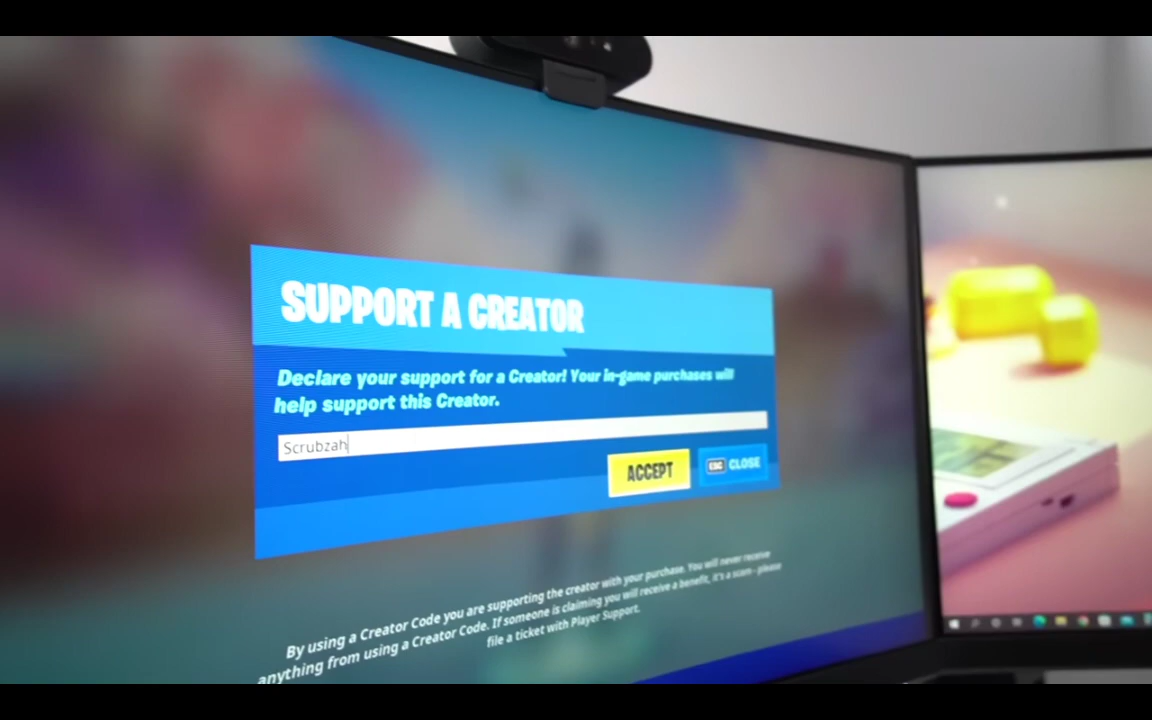 SUPPORT A CREATOR
Declare your support for a Creator! Your in-game purchases will
help support this Creator.
Scrubzah
ACCEPT
ESC CLOSE
By using a Creator Code you are supporting the creator with your purchase. You will never receive
anything from using a Creator Code. If someone is claiming you will receive a benefit, it's a scam - please
file a ticket with Player Support.